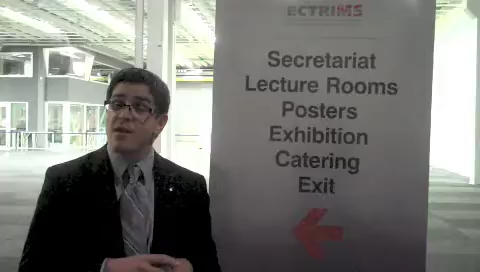 ECTRIMS
Secretariat
Lecture Rooms
Posters
Exhibition
Catering
Exit